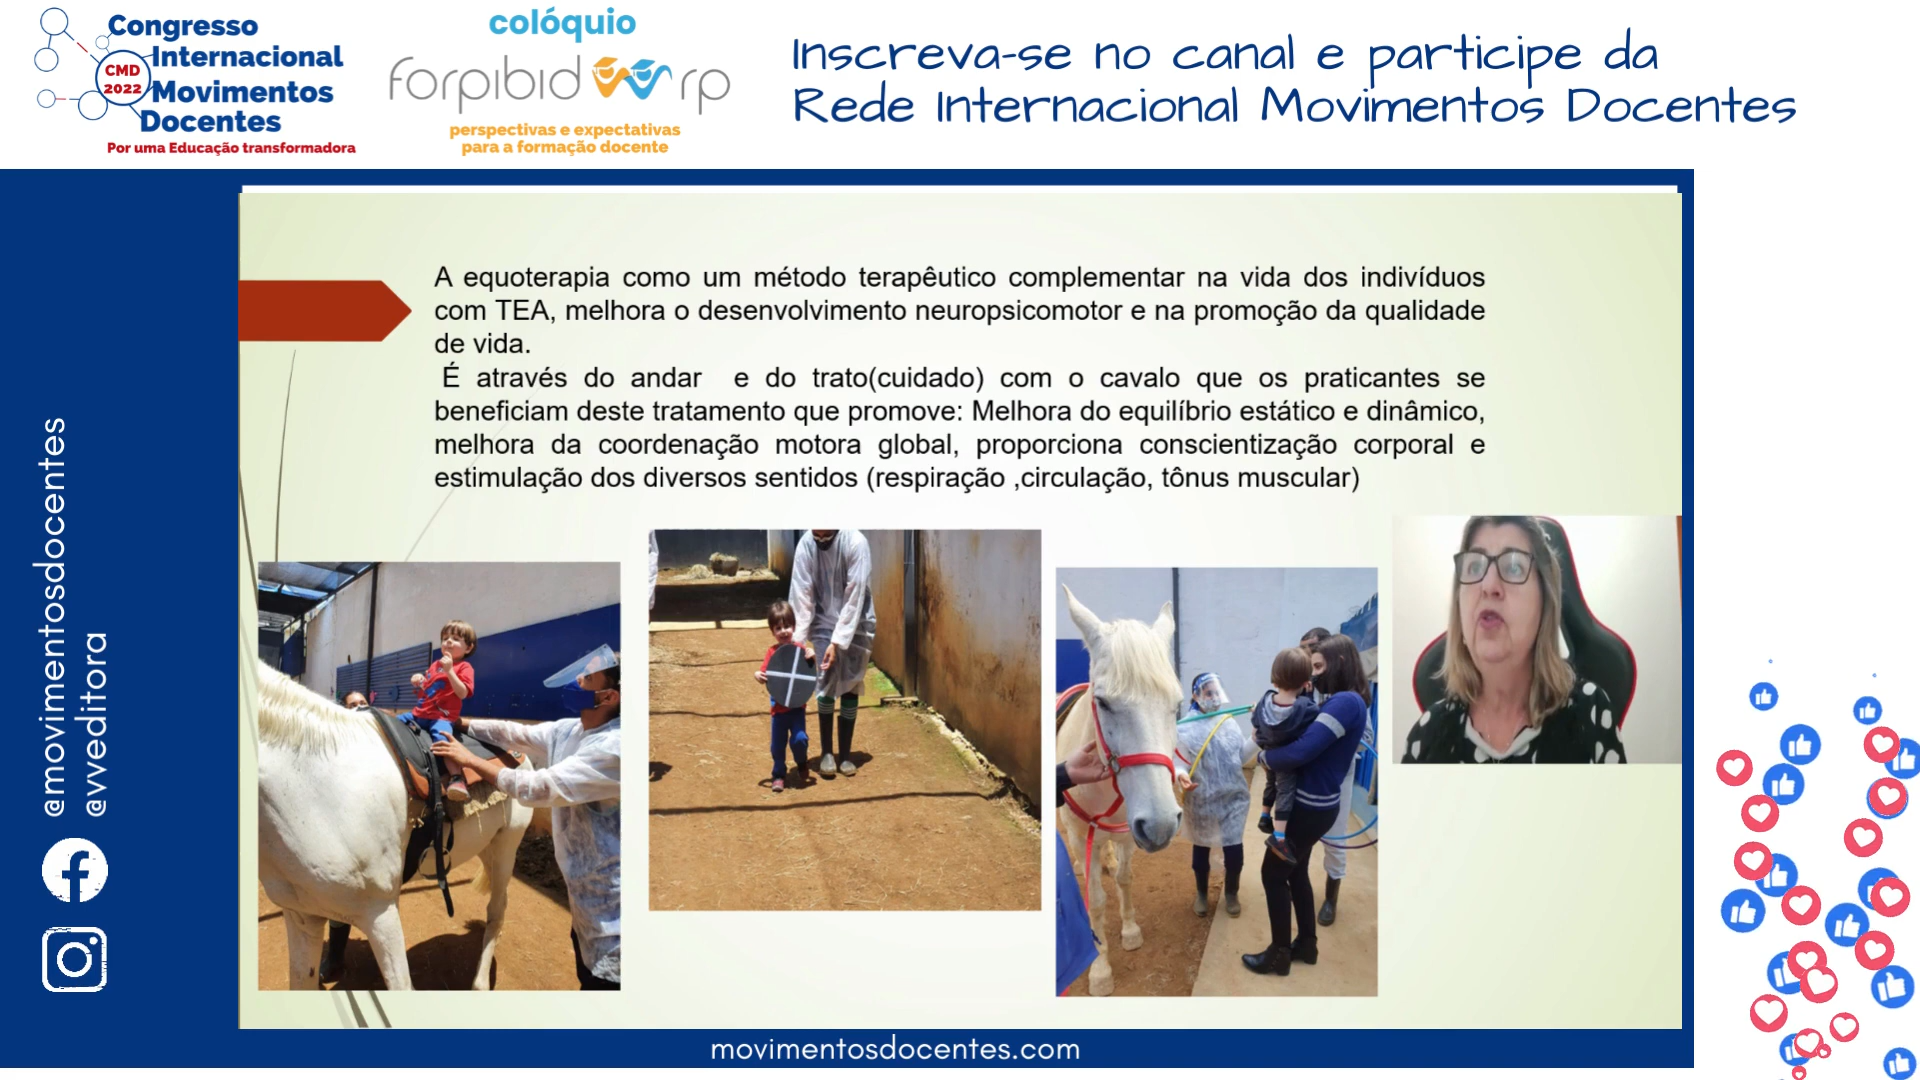 Congresso
Internacional
CMD
2022
Movimentos
Docentes
Por uma Educação transformadora
colóquio
forpibid rp
perspectivas e expectativas
para a formação docente
Inscreva-se no canal e participe da
Rede Internacional Movimentos Docentes
A equoterapia como um método terapêutico complementar na vida dos indivíduos
com TEA, melhora o desenvolvimento neuropsicomotor e na promoção da qualidade
de vida.
É através do andar e do trato(cuidado) com o cavalo que os praticantes se
beneficiam deste tratamento que promove: Melhora do equilíbrio estático e dinâmico,
melhora da coordenação motora global, proporciona conscientização corporal e
estimulação dos diversos sentidos (respiração ,circulação, tônus muscular)
@movimentosdocentes
@vveditora
movimentosdocentes.com